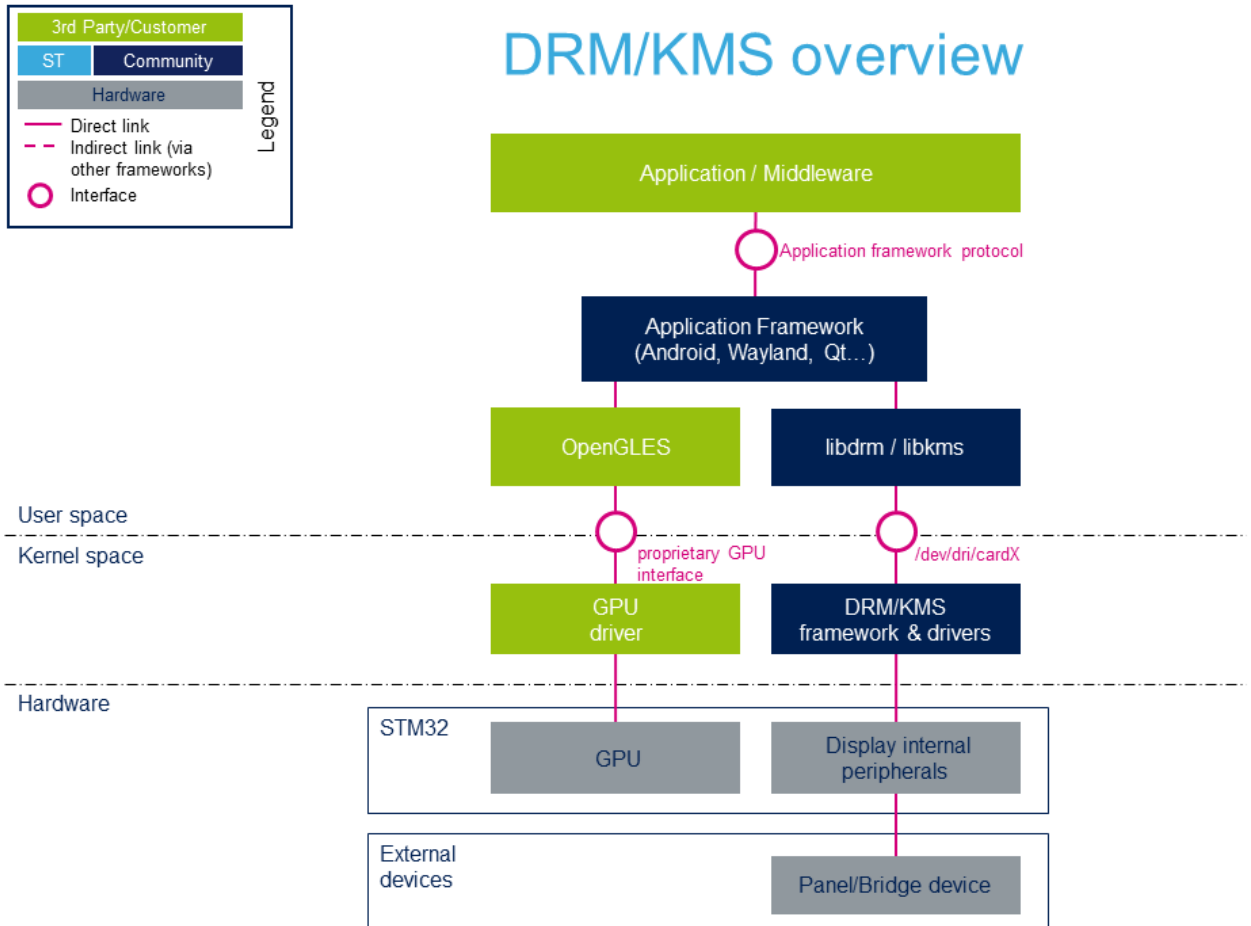 3rd Party/Customer
ST
Community
Hardware
Direct link
Indirect link (via
other frameworks)
Interface
Legend
DRM/KMS overview
Application / Middleware
Application framework protocol
Application Framework
(Android, Wayland, Qt…)
OpenGLES
libdrm / libkms
User space
Kernel space
proprietary GPU
interface
/dev/dri/cardX
GPU
driver
DRM/KMS
framework & drivers
Hardware
STM32
GPU
Display internal
peripherals
External
devices
Panel/Bridge device